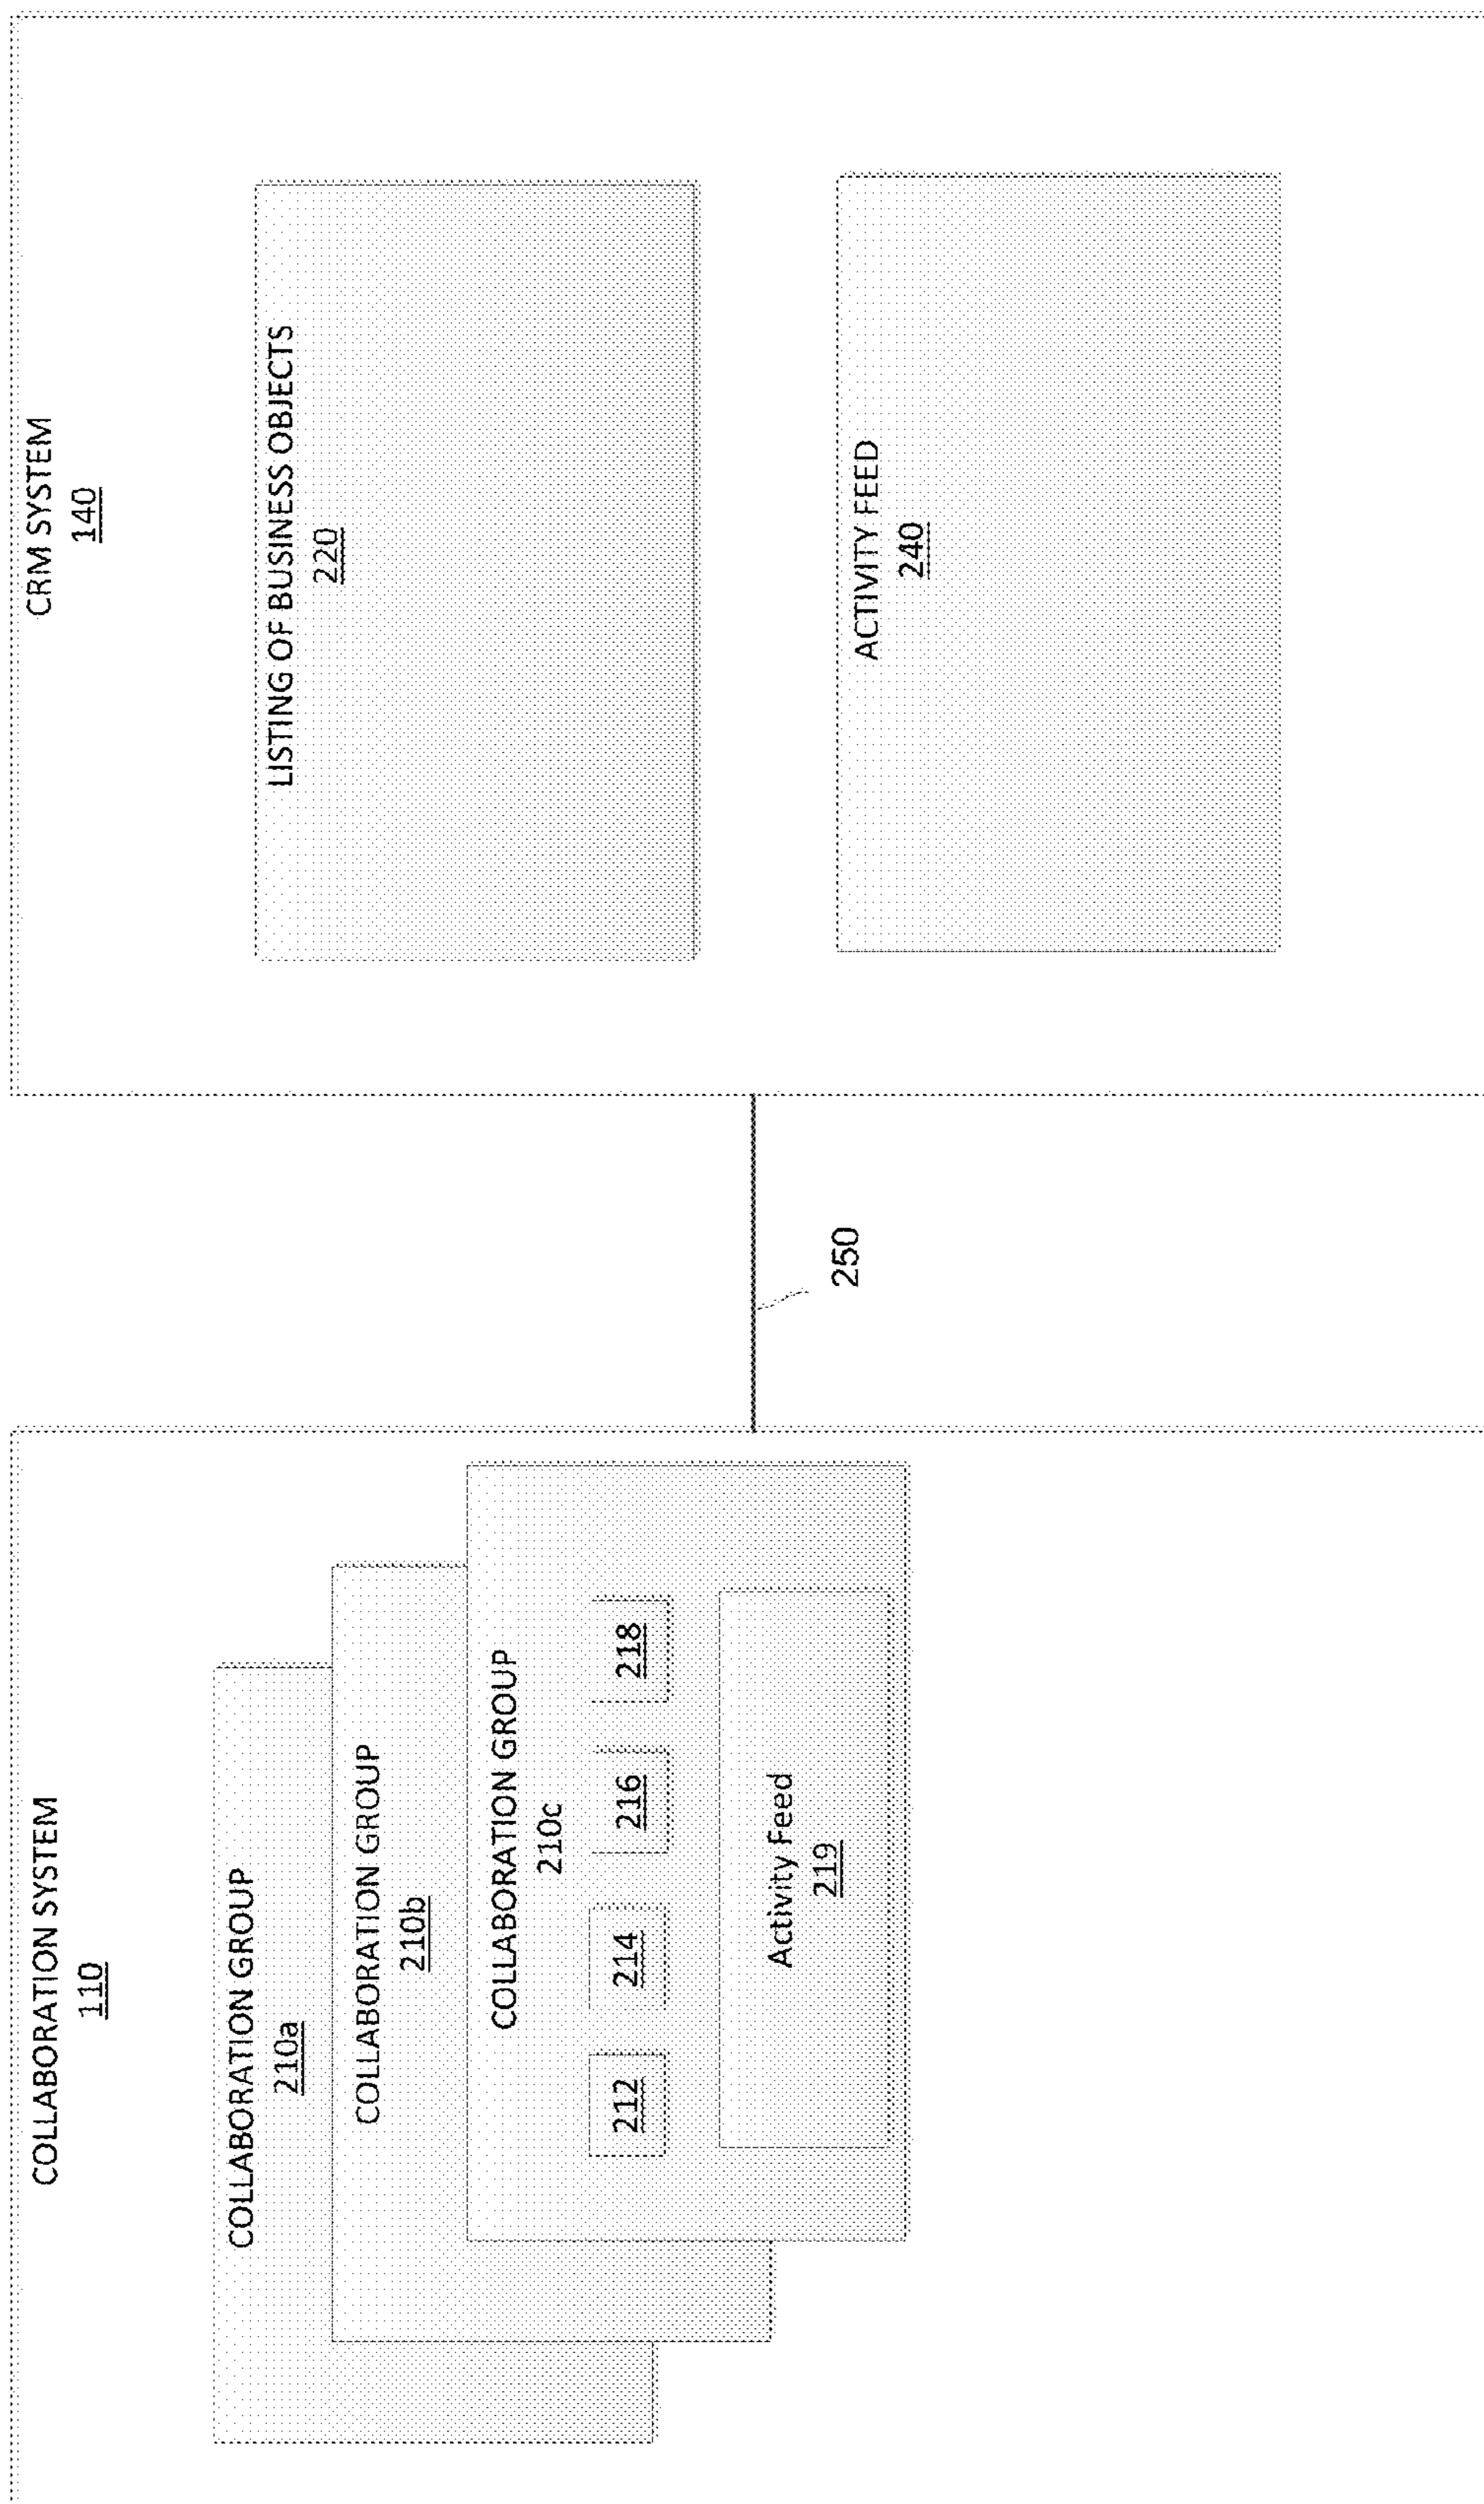 COLLABORATION SYSTEM
110
COLLABORATION GROUP
210a
COLLABORATION GROUP
210b
COLLABORATION GROUP
210c
212
214
216
218
Activity Feed
219
250
CRM SYSTEM
140
LISTING OF BUSINESS OBJECTS
220
ACTIVITY FEED
240